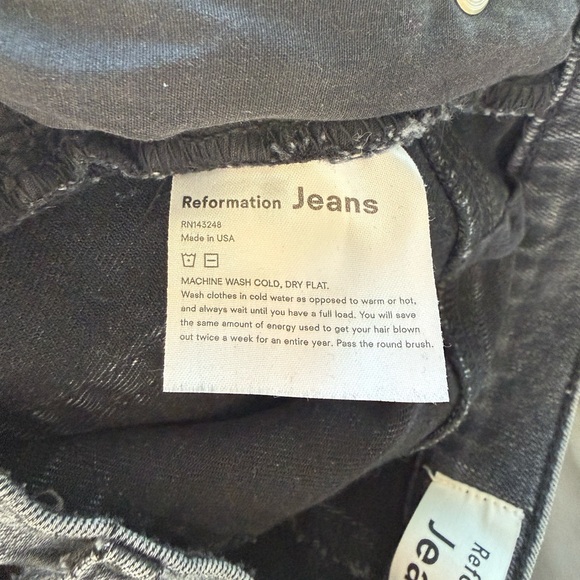 Reformation Jeans
RN143248
Made in USA
MACHINE WASH COLD, DRY FLAT.
Wash clothes in cold water as opposed to warm or hot,
and always wait until you have a full load. You will save
the same amount of energy used to get your hair blown
out twice a week for an entire year. Pass the round brush.
Refo
Jea